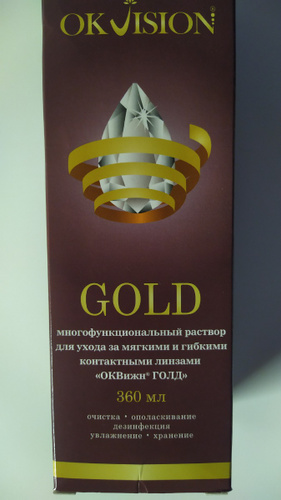 OKVISION
GOLD
многофункциональный раствор
для ухода за мягкими и гибкими
контактными линзами
«ОКВижн® ГОЛД»
360 мл
очистка • ополаскивание
дезинфекция
увлажнение • хранение